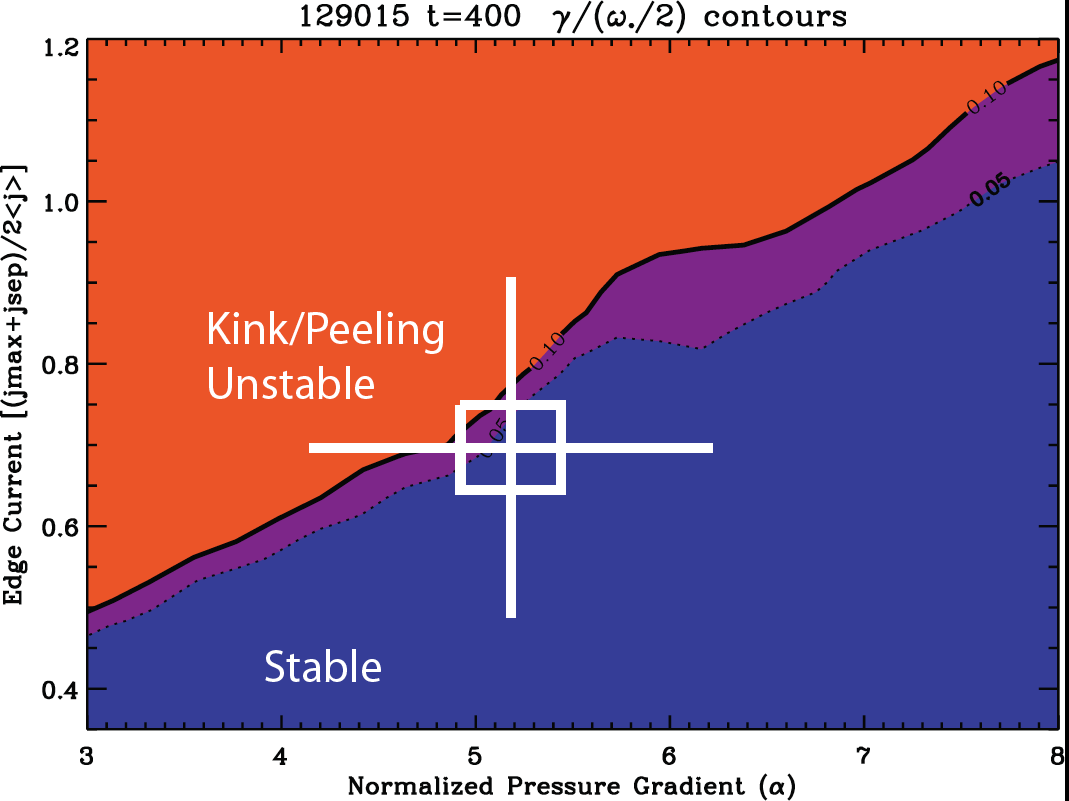 129015 t=400 γ/(ω*/2) contours
1.2
1.0
0.8
0.6
0.4
Edge Current [(jmax+jsep)/2<j>]
0.10
0.05
0.10
0.05
Kink/Peeling
Unstable
Stable
3 4 5 6 7 8
Normalized Pressure Gradient (α)